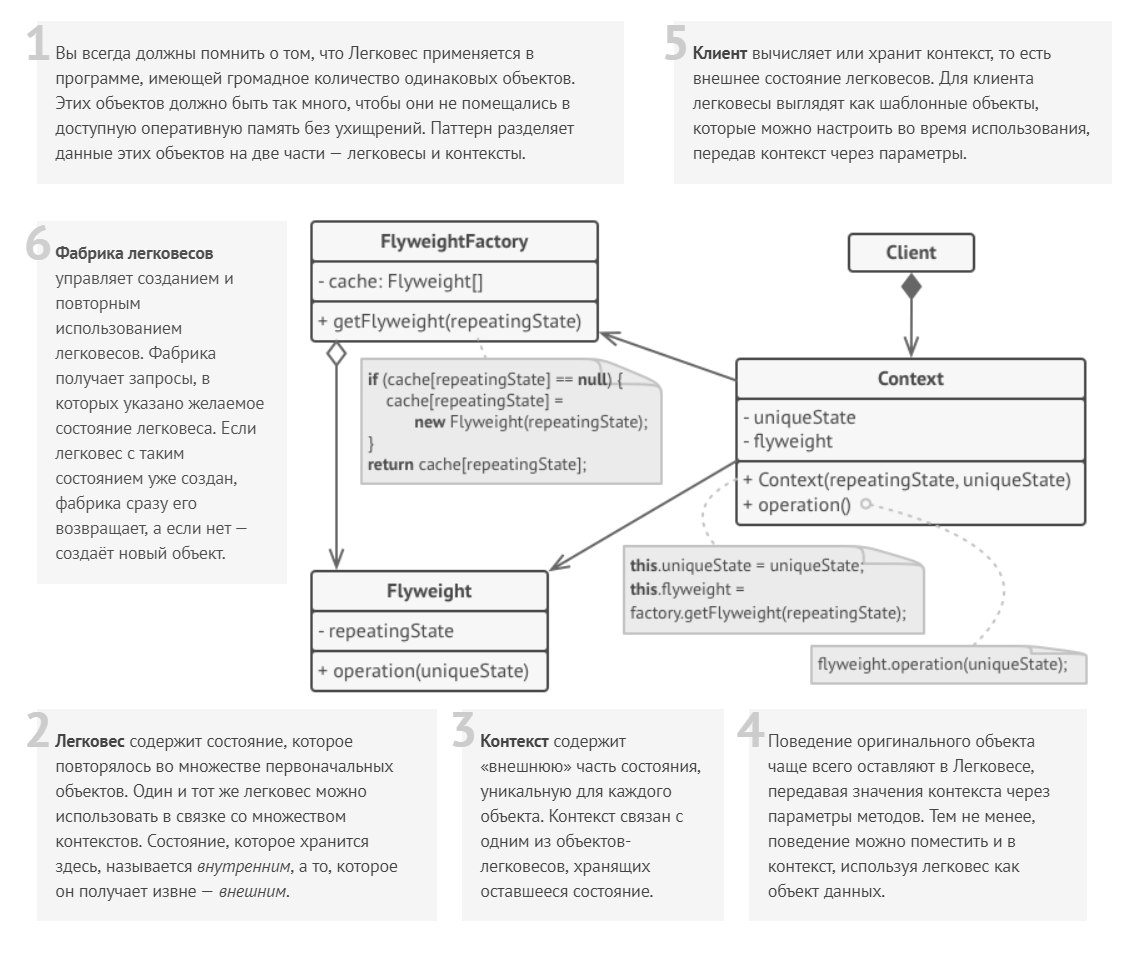 1
Вы всегда должны помнить о том, что Легковес применяется в
программе, имеющей громадное количество одинаковых объектов.
Этих объектов должно быть так много, чтобы они не помещались в
доступную оперативную память без ухищрений. Паттерн разделяет
данные этих объектов на две части — легковесы и контексты.
5
Клиент вычисляет или хранит контекст, то есть
внешнее состояние легковесов. Для клиента
легковесы выглядят как шаблонные объекты,
которые можно настроить во время использования,
передав контекст через параметры.
6
Фабрика легковесов
управляет созданием и
повторным
использованием
легковесов. Фабрика
получает запросы, в
которых указано желаемое
состояние легковеса. Если
легковес с таким
состоянием уже создан,
фабрика сразу его
возвращает, а если нет —
создаёт новый объект.
FlyweightFactory
- cache: Flyweight[]
+ getFlyweight(repeatingState)
if (cache[repeatingState] == null) {
cache[repeatingState] =
new Flyweight(repeatingState);
}
return cache[repeatingState];
Client
Context
- uniqueState
- flyweight
+ Context(repeatingState, uniqueState)
+ operation()
this.uniqueState = uniqueState;
this.flyweight =
factory.getFlyweight(repeatingState);
flyweight.operation(uniqueState);
Flyweight
- repeatingState
+ operation(uniqueState)
2
Легковес содержит состояние, которое
повторялось во множестве первоначальных
объектов. Один и тот же легковес можно
использовать в связке со множеством
контекстов. Состояние, которое хранится
здесь, называется внутренним, а то, которое
он получает извне — внешним.
3
Контекст содержит
«внешнюю» часть состояния,
уникальную для каждого
объекта. Контекст связан с
одним из объектов-
легковесов, хранящих
оставшееся состояние.
4
Поведение оригинального объекта
чаще всего оставляют в Легковесе,
передавая значения контекста через
параметры методов. Тем не менее,
поведение можно поместить и в
контекст, используя легковес как
объект данных.